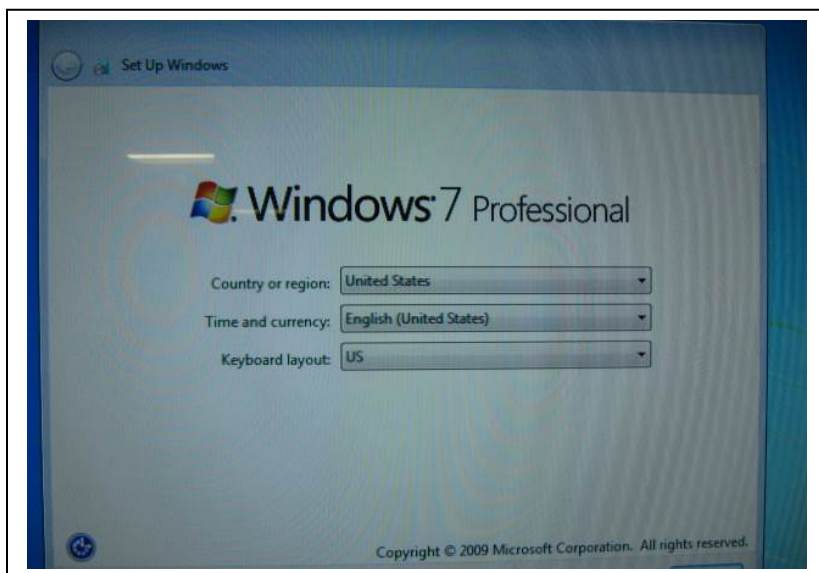 Set Up Windows
Windows 7 Professional
Country or region: United States
Time and currency: English (United States)
Keyboard layout: US
Copyright © 2009 Microsoft Corporation. All rights reserved.